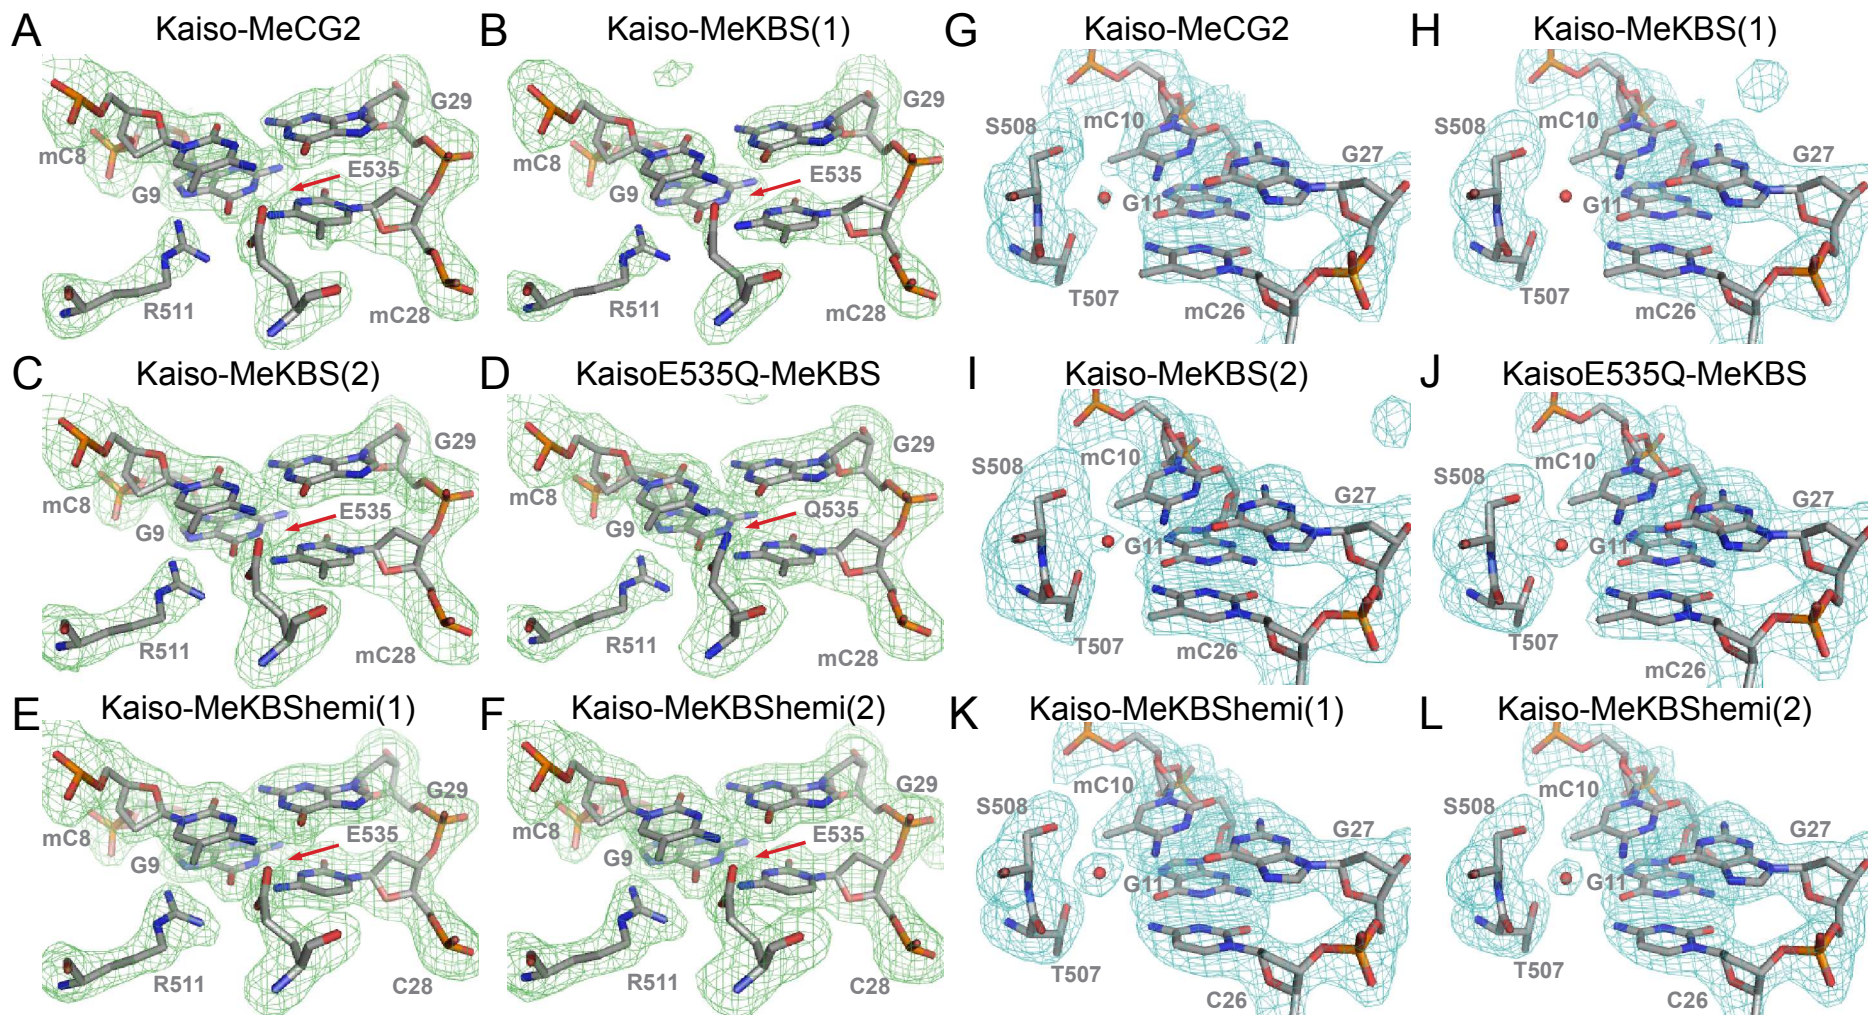 A Kaiso-MeCG2
G29
mC8
E535
G9
R511
mC28
B Kaiso-MeKBS(1)
G29
mC8
E535
G9
R511
mC28
G Kaiso-MeCG2
S508
mC10
G27
G11
T507
mC26
H Kaiso-MeKBS(1)
S508
mC10
G27
G11
T507
mC26
C Kaiso-MeKBS(2)
G29
mC8
E535
G9
R511
mC28
D KaisoE535Q-MeKBS
G29
mC8
Q535
G9
R511
mC28
I Kaiso-MeKBS(2)
S508
mC10
G27
G11
T507
mC26
J KaisoE535Q-MeKBS
S508
mC10
G27
G11
T507
mC26
E Kaiso-MeKBShemi(1)
G29
mC8
E535
G9
R511
C28
F Kaiso-MeKBShemi(2)
G29
mC8
E535
G9
R511
C28
K Kaiso-MeKBShemi(1)
mC10
S508
G27
G11
T507
C26
L Kaiso-MeKBShemi(2)
mC10
S508
G27
G11
T507
C26